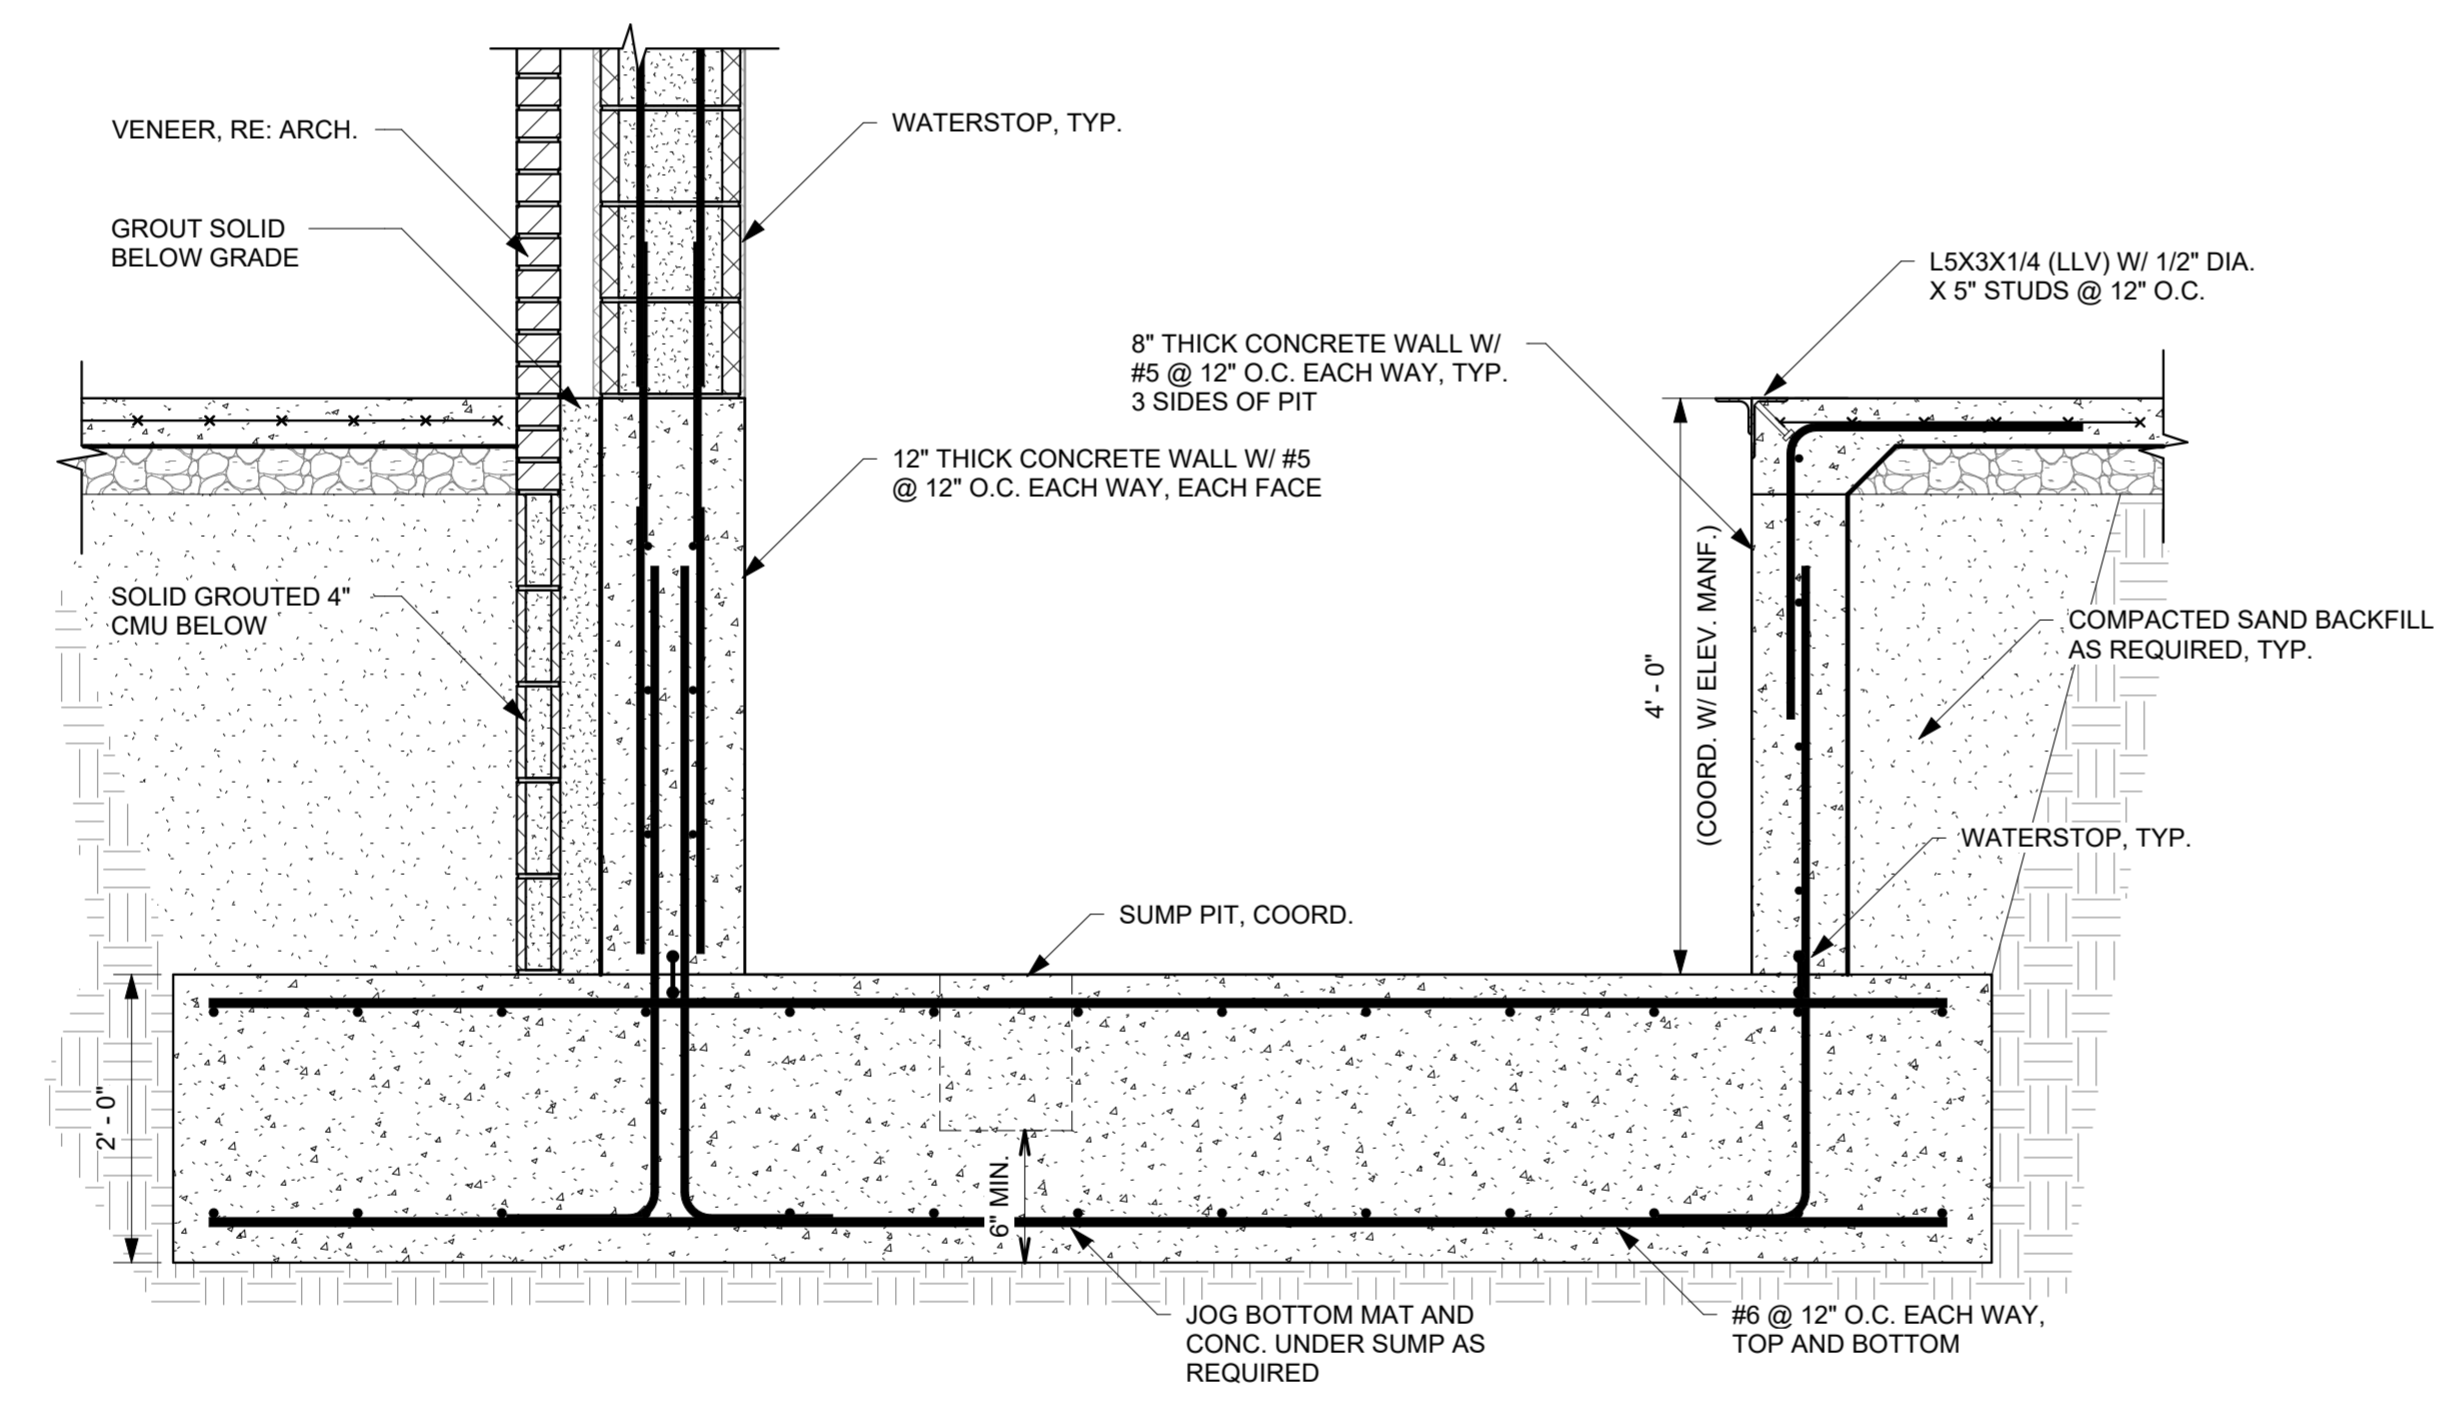 VENEER, RE: ARCH.
GROUT SOLID
BELOW GRADE
WATERSTOP, TYP.
L5X3X1/4 (LLV) W/ 1/2" DIA.
X 5" STUDS @ 12" O.C.
8" THICK CONCRETE WALL W/
#5 @ 12" O.C. EACH WAY, TYP.
3 SIDES OF PIT
12" THICK CONCRETE WALL W/ #5
@ 12" O.C. EACH WAY, EACH FACE
SOLID GROUTED 4"
CMU BELOW
4' - 0"
(COORD. W/ ELEV. MANF.)
COMPACTED SAND BACKFILL
AS REQUIRED, TYP.
WATERSTOP, TYP.
SUMP PIT, COORD.
2' - 0"
6" MIN.
JOG BOTTOM MAT AND
CONC. UNDER SUMP AS
REQUIRED
#6 @ 12" O.C. EACH WAY,
TOP AND BOTTOM